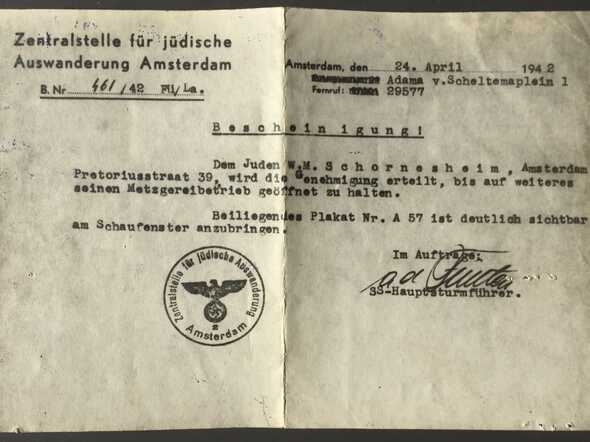 Zentralstelle für jüdische
Auswanderung Amsterdam
B. Nr 461/42 Fü/La.
Amsterdam, den 24. April 1942
Adama v.Scheltemaplein 1
Fernruf: 29577
Bescheinigung!
Dem Juden W.M. Schornesheim, Amsterdam
Pretoriusstraat 39, wird die Genehmigung erteilt, bis auf weiteres
seinen Metzgereibetrieb geöffnet zu halten.
Beiliegendes Plakat Nr. A 57 ist deutlich sichtbar
am Schaufenster anzubringen.
Im Auftrage:
SS-Hauptsturmführer.
Zentralstelle für jüdische Auswanderung
2
Amsterdam